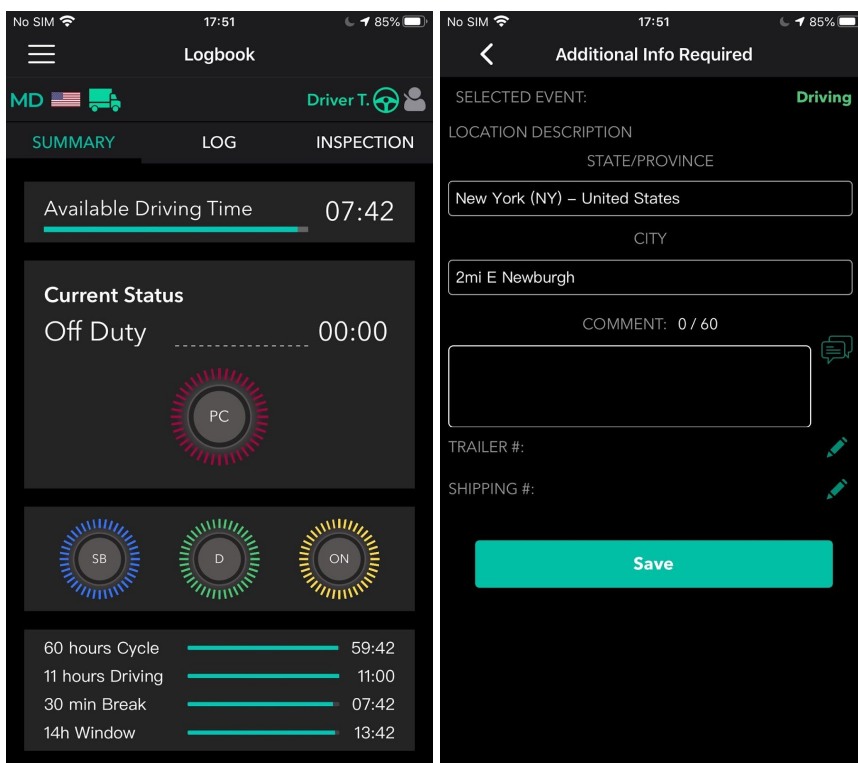 No SIM 17:51 85%
Logbook
MD Driver T.
SUMMARY LOG INSPECTION
Available Driving Time 07:42
Current Status
Off Duty 00:00
PC
SB D ON
60 hours Cycle 59:42
11 hours Driving 11:00
30 min Break 07:42
14h Window 13:42
No SIM 17:51 85%
Additional Info Required
SELECTED EVENT: Driving
LOCATION DESCRIPTION
STATE/PROVINCE
New York (NY) – United States
CITY
2mi E Newburgh
COMMENT: 0 / 60
TRAILER #:
SHIPPING #:
Save